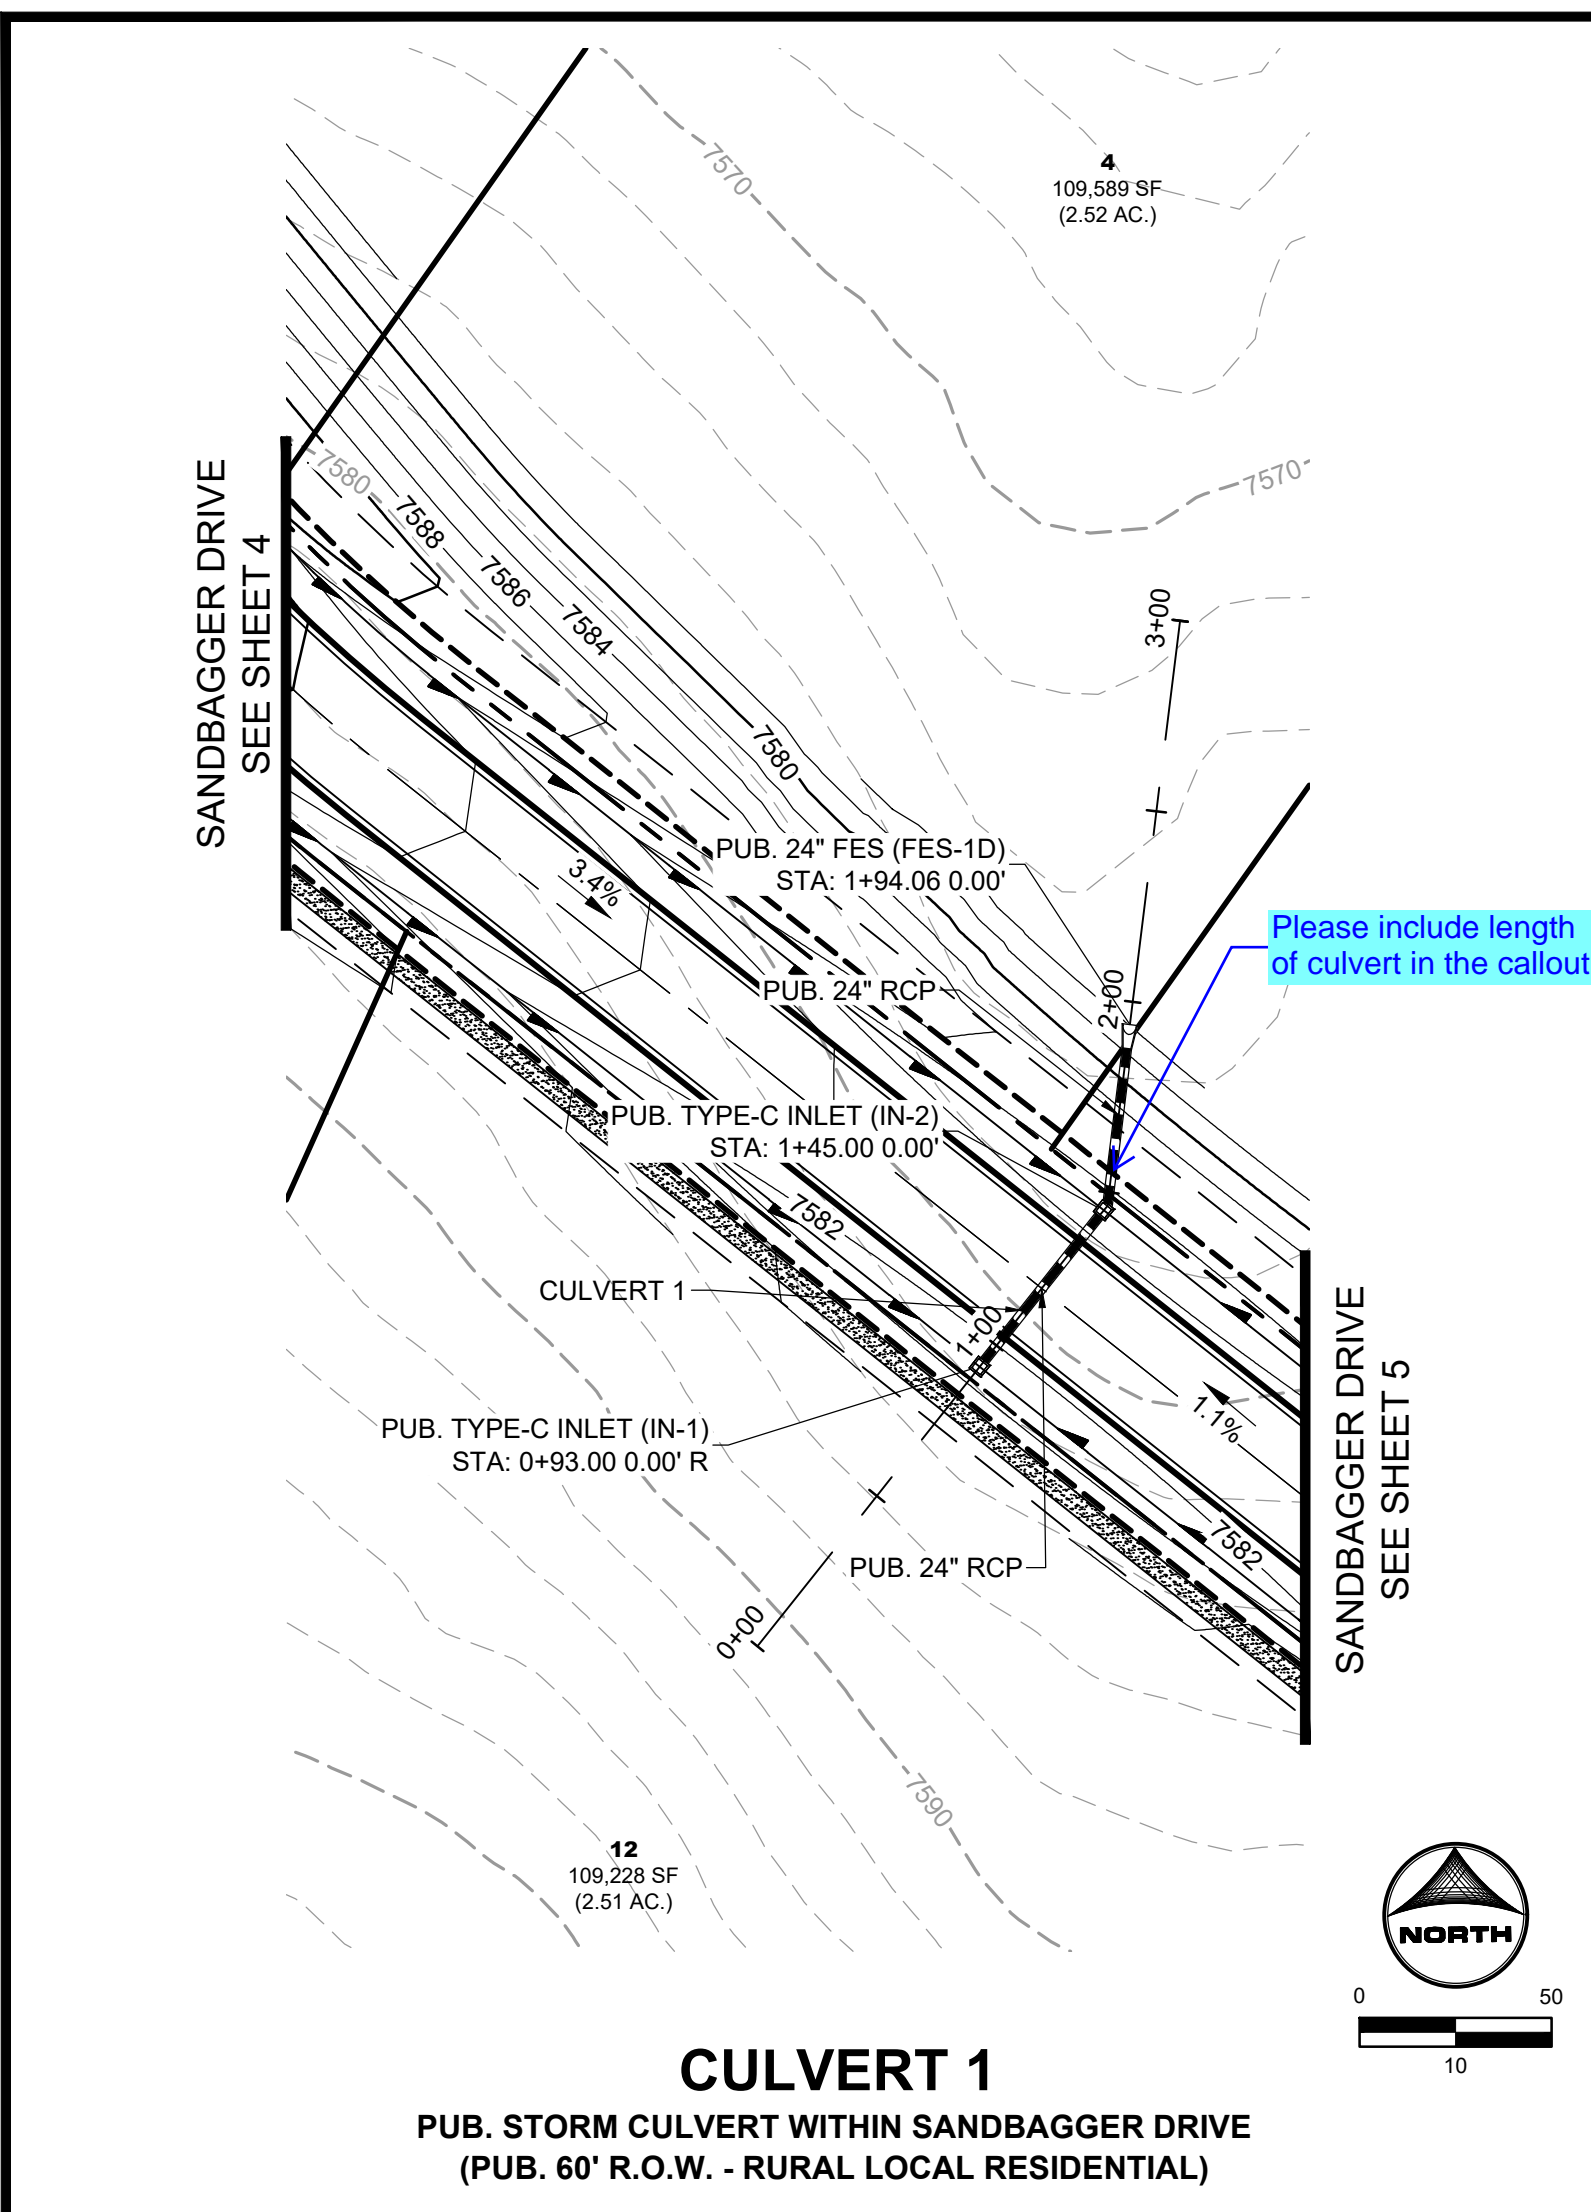 4
109,589 SF
(2.52 AC.)
7570
7570
7580
7588
7586
7584
7580
SANDBAGGER DRIVE
SEE SHEET 4
3+00
3.4%
PUB. 24" FES (FES-1D)
STA: 1+94.06 0.00'
Please include length
of culvert in the callout
2+00
PUB. 24" RCP
PUB. TYPE-C INLET (IN-2)
STA: 1+45.00 0.00'
7582
CULVERT 1
1+00
PUB. TYPE-C INLET (IN-1)
STA: 0+93.00 0.00' R
1.1%
SANDBAGGER DRIVE
SEE SHEET 5
7582
PUB. 24" RCP
0+00
7590
12
109,228 SF
(2.51 AC.)
NORTH
0 50
10
CULVERT 1
PUB. STORM CULVERT WITHIN SANDBAGGER DRIVE
(PUB. 60' R.O.W. - RURAL LOCAL RESIDENTIAL)